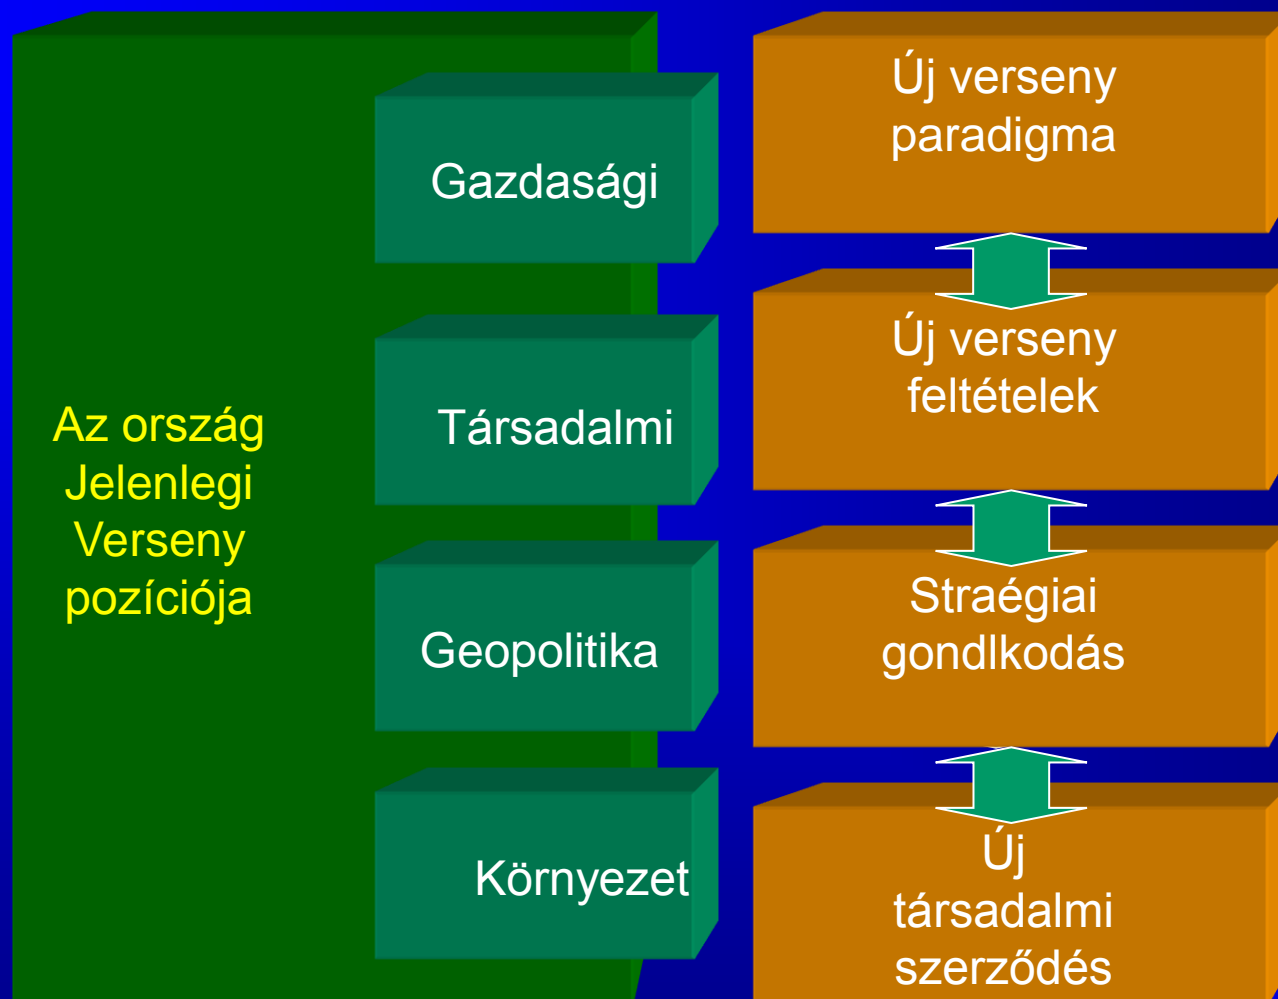 Az ország
Jelenlegi
Verseny
pozíciója
Gazdasági
Társadalmi
Geopolitika
Környezet
Új verseny
paradigma
Új verseny
feltételek
Straégiai
gondlkodás
Új
társadalmi
szerződés